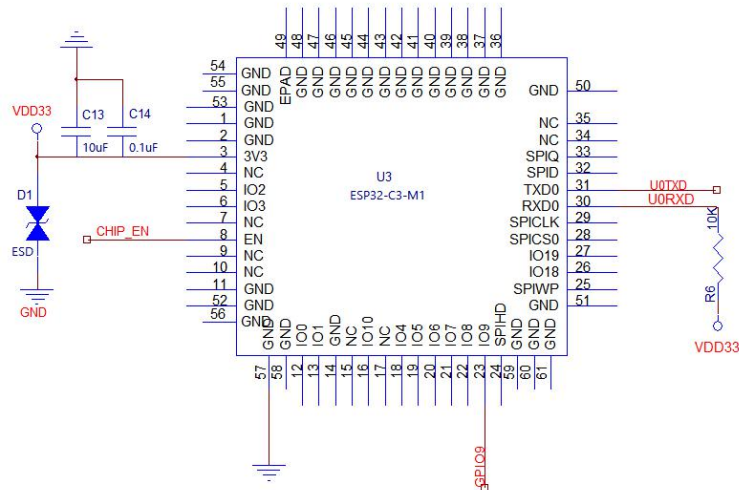 49 48 47 46 45 44 43 42 41 40 39 38 37 36
EPAD GND GND GND GND GND GND GND GND GND GND GND GND GND
54 GND
55 GND
53 GND
1 GND
2 GND
3 3V3
4 NC
5 IO2
6 IO3
7 NC
8 EN
9 NC
10 NC
11 GND
52 GND
56 GND
VDD33
C13
10uF
C14
0.1uF
D1
ESD
GND
CHIP_EN
U3
ESP32-C3-M1
GND 50
NC 35
NC 34
SPIQ 33
SPID 32
TXD0 31
RXD0 30
SPICLK 29
SPICS0 28
IO19 27
IO18 26
SPIWP 25
GND 51
U0TXD
U0RXD
10K
R6
VDD33
GND GND IO0 IO1 GND NC IO10 NC IO4 IO5 IO6 IO7 IO8 IO9 SPIHD GND GND GND
57 58 12 13 14 15 16 17 18 19 20 21 22 23 24 59 60 61
GPIO9